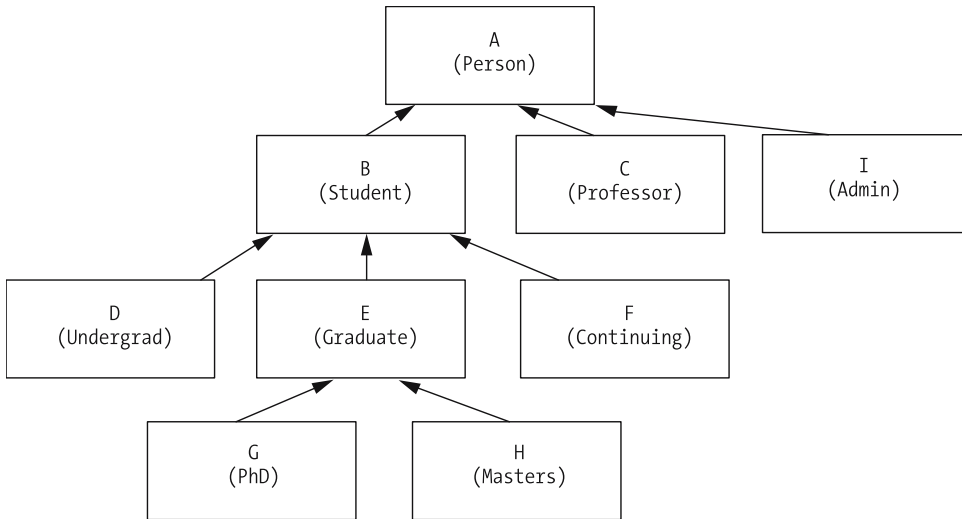 A
(Person)
B
(Student)
C
(Professor)
I
(Admin)
D
(Undergrad)
E
(Graduate)
F
(Continuing)
G
(PhD)
H
(Masters)